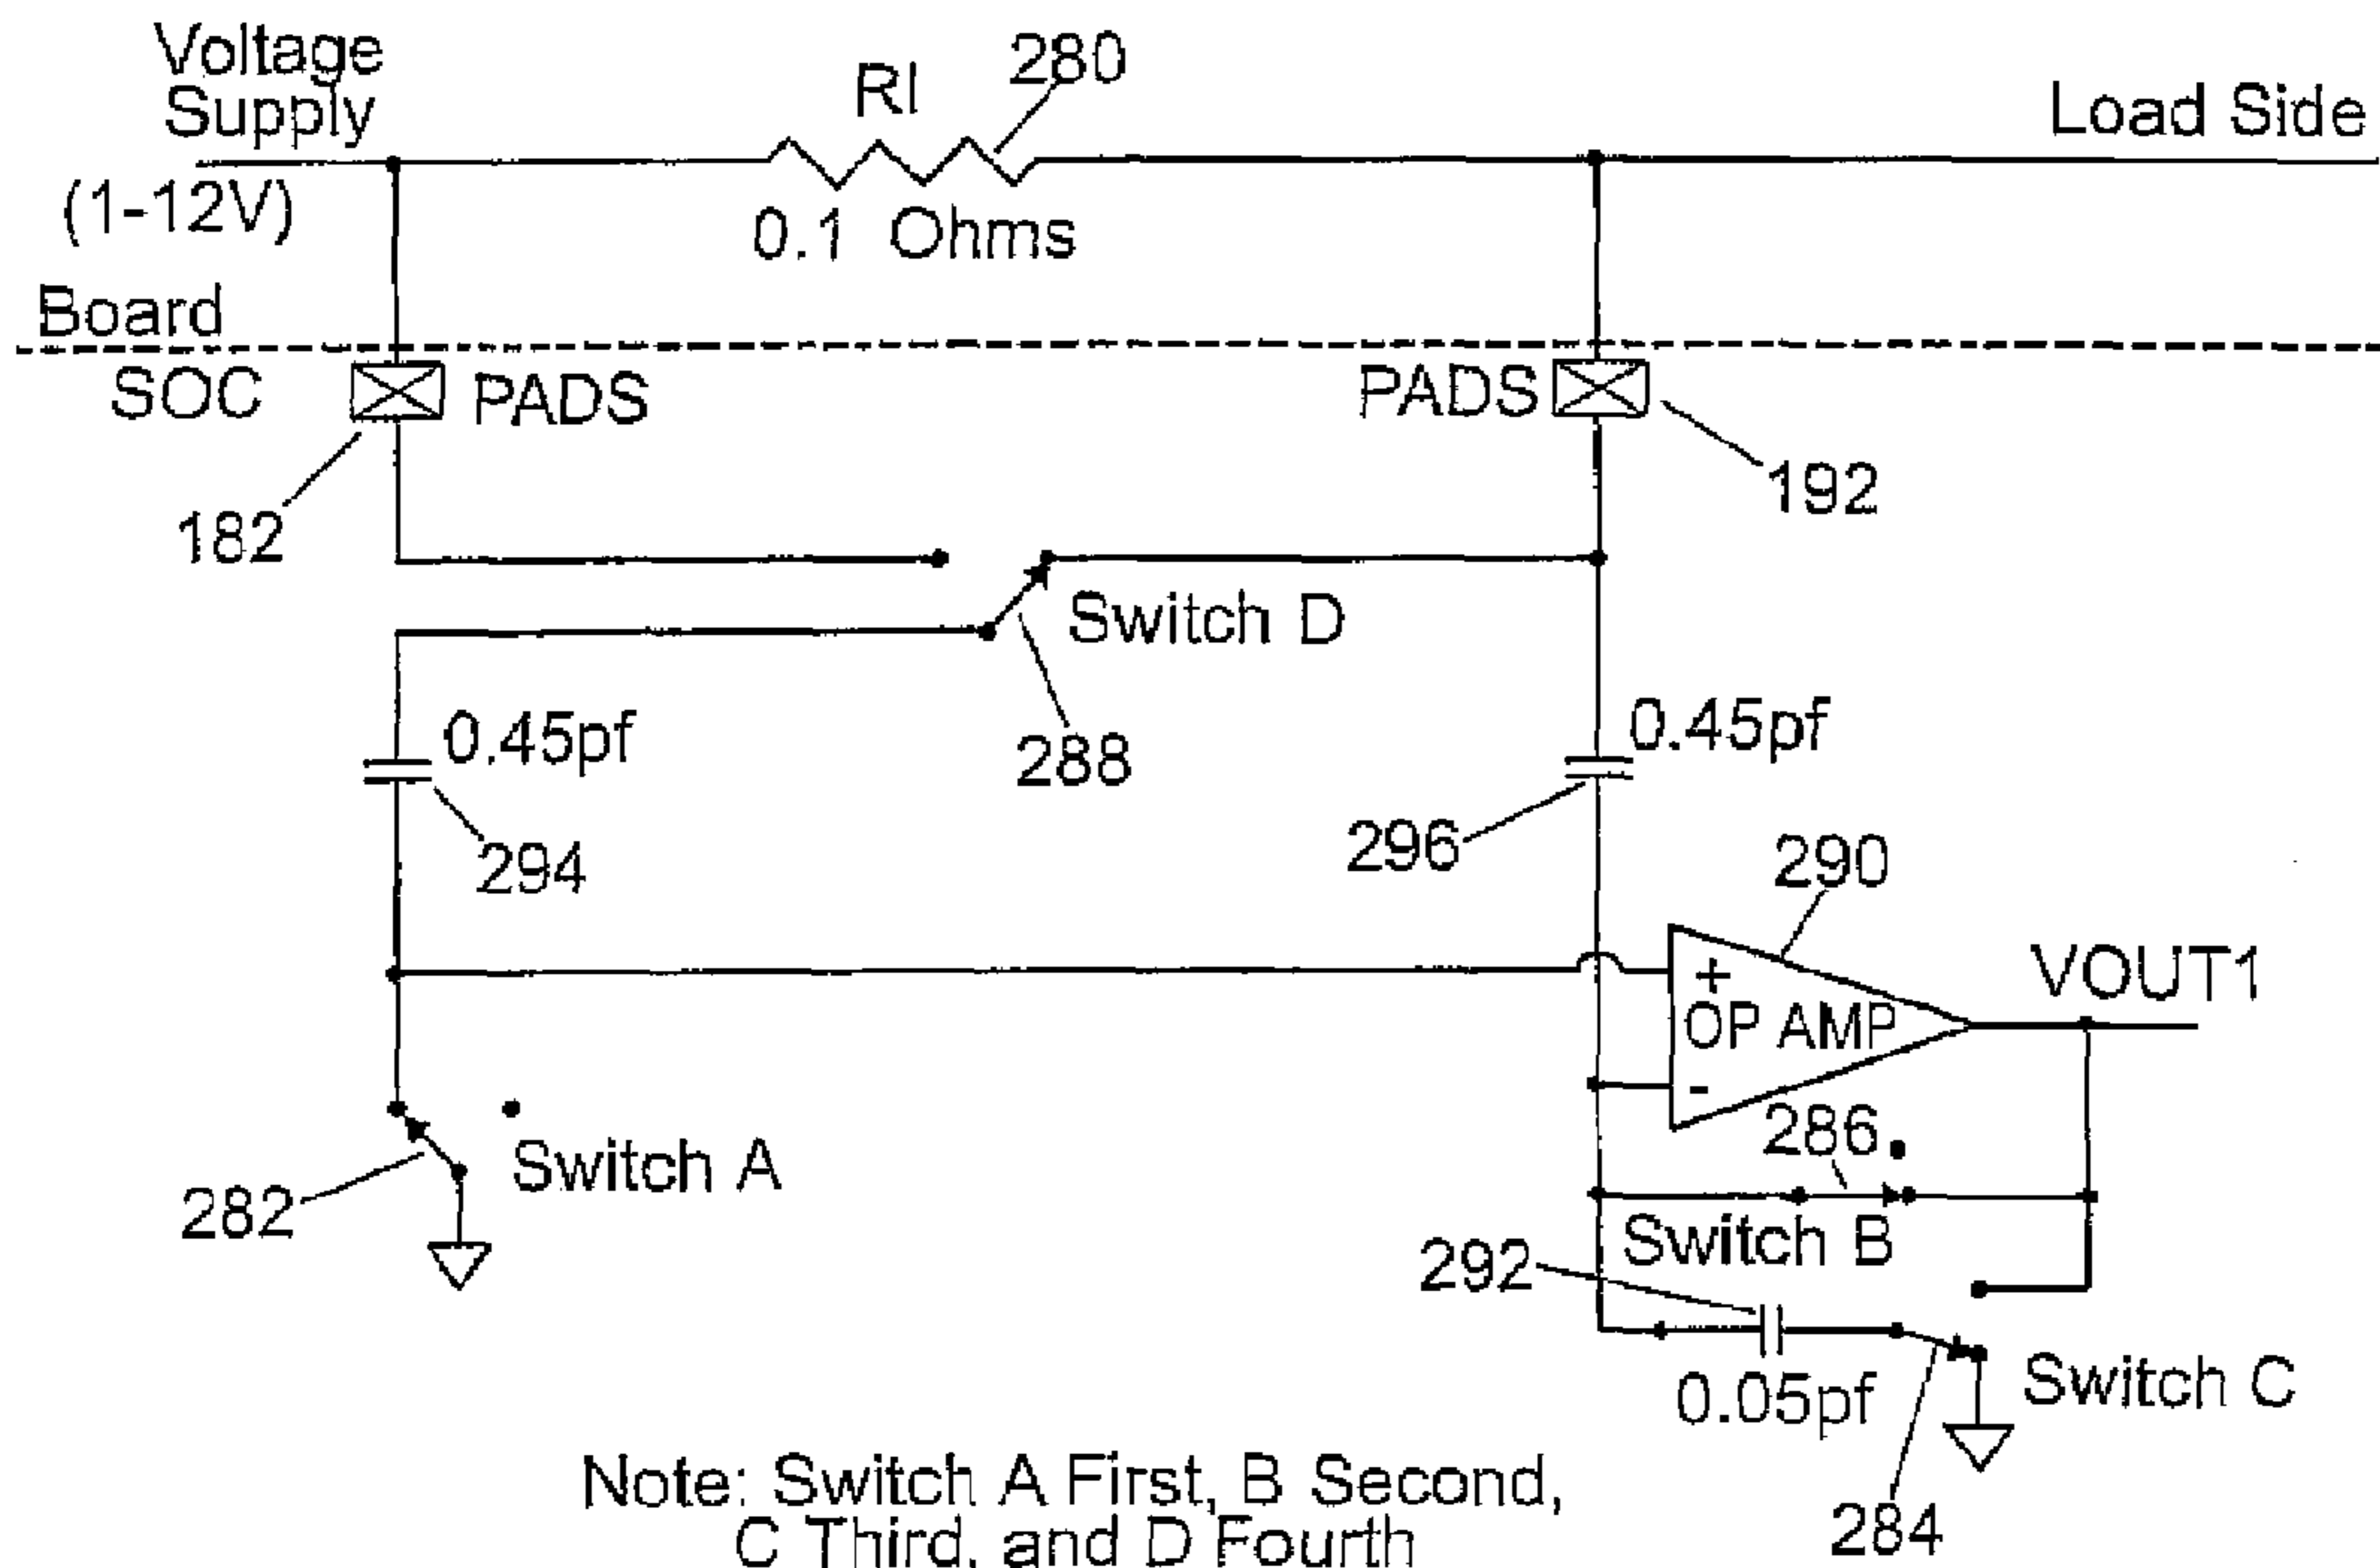 Voltage
Supply
(1-12V)
RI
280
0.1 Ohms
Load Side
Board
SOC
PADS
182
PADS
192
Switch D
288
0.45pf
294
0.45pf
296
290
+
OP AMP
-
VOUT1
286
Switch A
282
Switch B
292
0.05pf
Switch C
284
Note: Switch A First, B Second,
C Third, and D Fourth